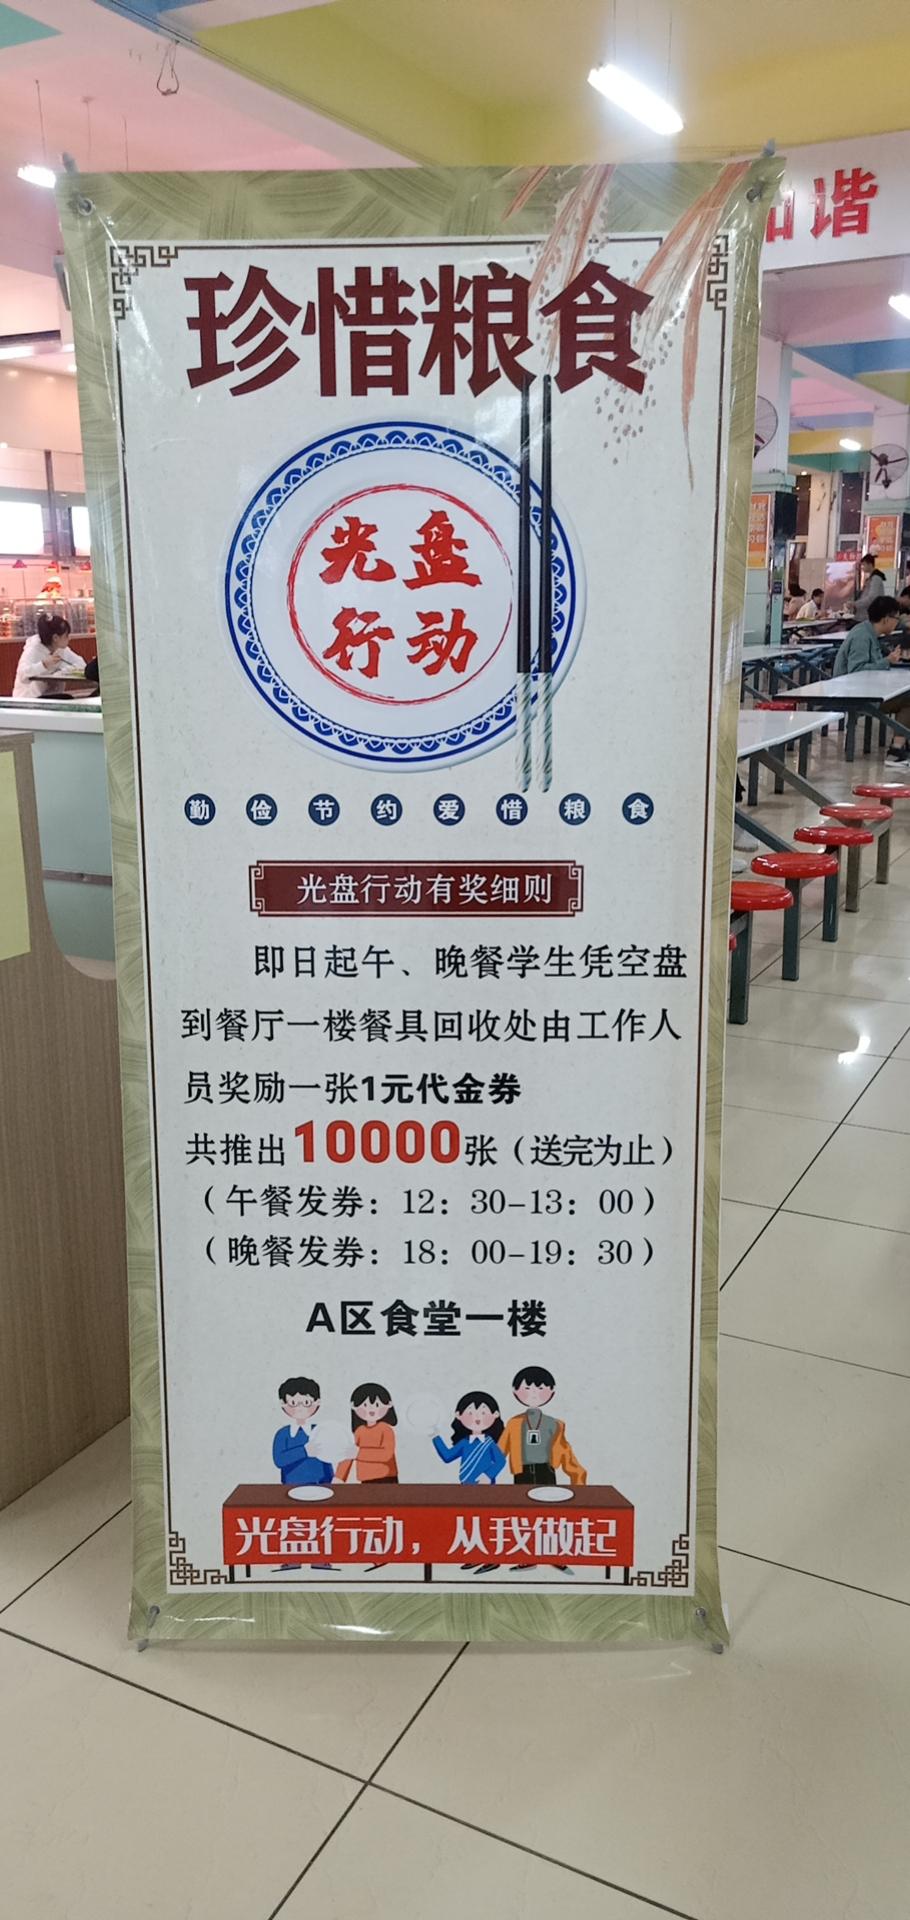 珍惜粮食
光盘
行动
勤俭节约爱惜粮食
光盘行动有奖细则
即日起午、晚餐学生凭空盘
到餐厅一楼餐具回收处由工作人
员奖励一张1元代金券
共推出10000张（送完为止）
（午餐发券：12：30-13：00）
（晚餐发券：18：00-19：30）
A区食堂一楼
光盘行动，从我做起
和谐